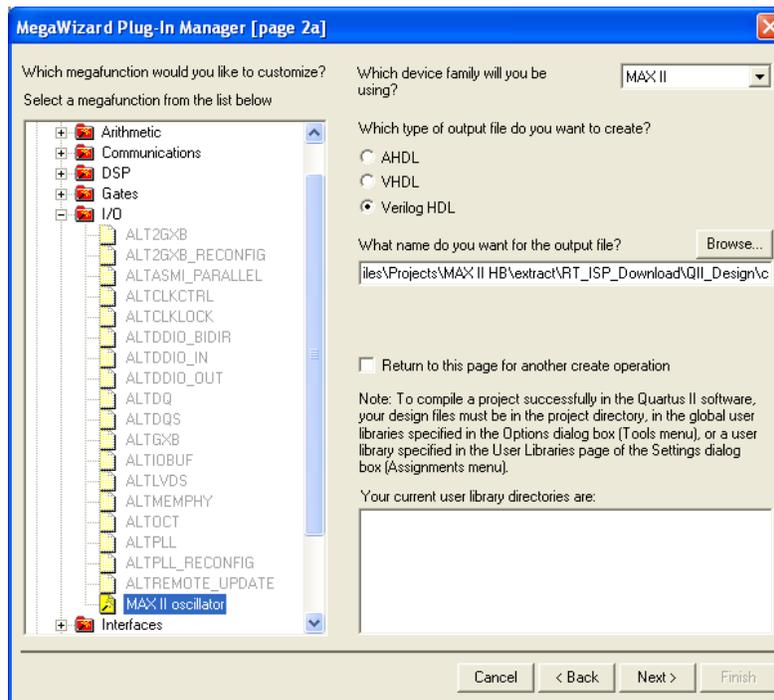 MegaWizard Plug-In Manager [page 2a]
Which megafunction would you like to customize?
Select a megafunction from the list below
Arithmetic
Communications
DSP
Gates
I/O
ALT2GXB
ALT2GXB_RECONFIG
ALTASMI_PARALLEL
ALTCLKCTRL
ALTCLKLOCK
ALTDDIO_BIDIR
ALTDDIO_IN
ALTDDIO_OUT
ALTDQ
ALTDQS
ALTGXB
ALTIOBUF
ALTLVDS
ALTMEMPHY
ALTOCT
ALTPLL
ALTPLL_RECONFIG
ALTREMOTE_UPDATE
MAX II oscillator
Interfaces
Which device family will you be
using?
MAX II
Which type of output file do you want to create?
AHDL
VHDL
Verilog HDL
What name do you want for the output file?
Browse...
iles\Projects\MAX II HB\extract\RT_ISP_Download\QII_Design\c
Return to this page for another create operation
Note: To compile a project successfully in the Quartus II software,
your design files must be in the project directory, in the global user
libraries specified in the Options dialog box (Tools menu), or a user
library specified in the User Libraries page of the Settings dialog
box (Assignments menu).
Your current user library directories are:
Cancel
< Back
Next >
Finish